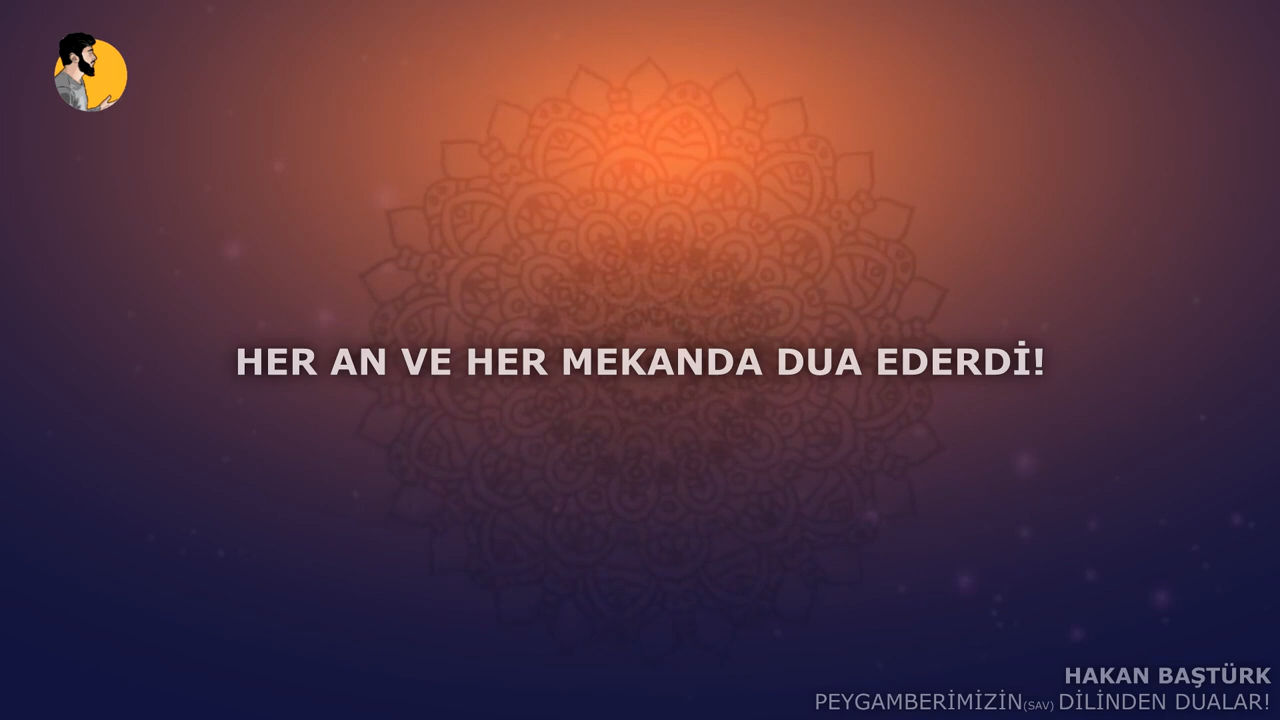 HER AN VE HER MEKANDA DUA EDERDİ!
HAKAN BAŞTÜRK
PEYGAMBERİMİZİN(SAV) DİLİNDEN DUALAR!